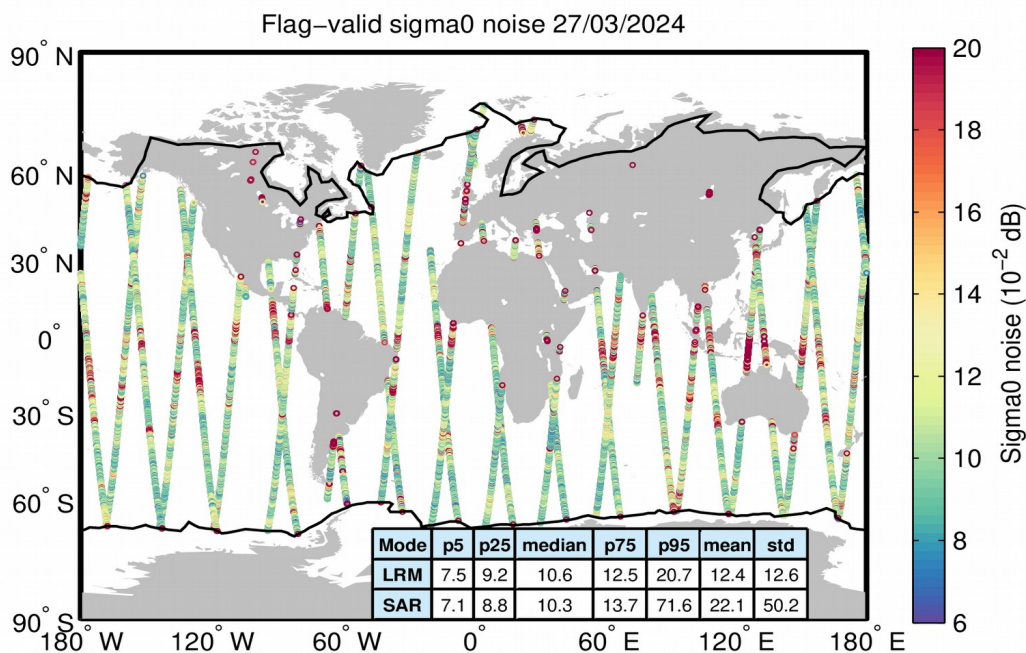 Flag−valid sigma0 noise 27/03/2024
90° N
60° N
30° N
0°
30° S
60° S
90° S
180° W
120° W
60° W
0°
60° E
120° E
180° E
Mode p5 p25 median p75 p95 mean std
LRM 7.5 9.2 10.6 12.5 20.7 12.4 12.6
SAR 7.1 8.8 10.3 13.7 71.6 22.1 50.2
20
18
16
14
12
10
8
6
Sigma0 noise (10⁻² dB)